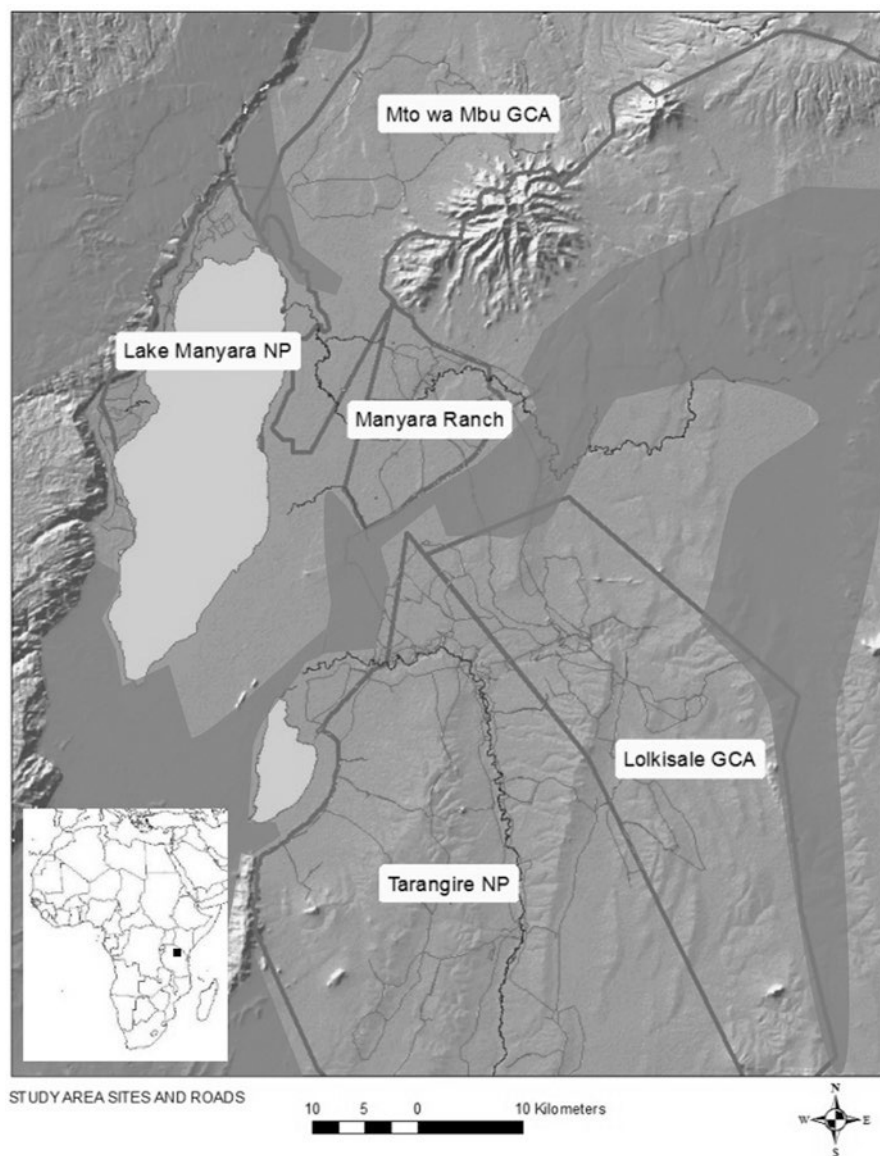 Mto wa Mbu GCA
Lake Manyara NP
Manyara Ranch
Lolkisale GCA
Tarangire NP
STUDY AREA SITES AND ROADS
10 5 0 10 Kilometers
N
W E
S